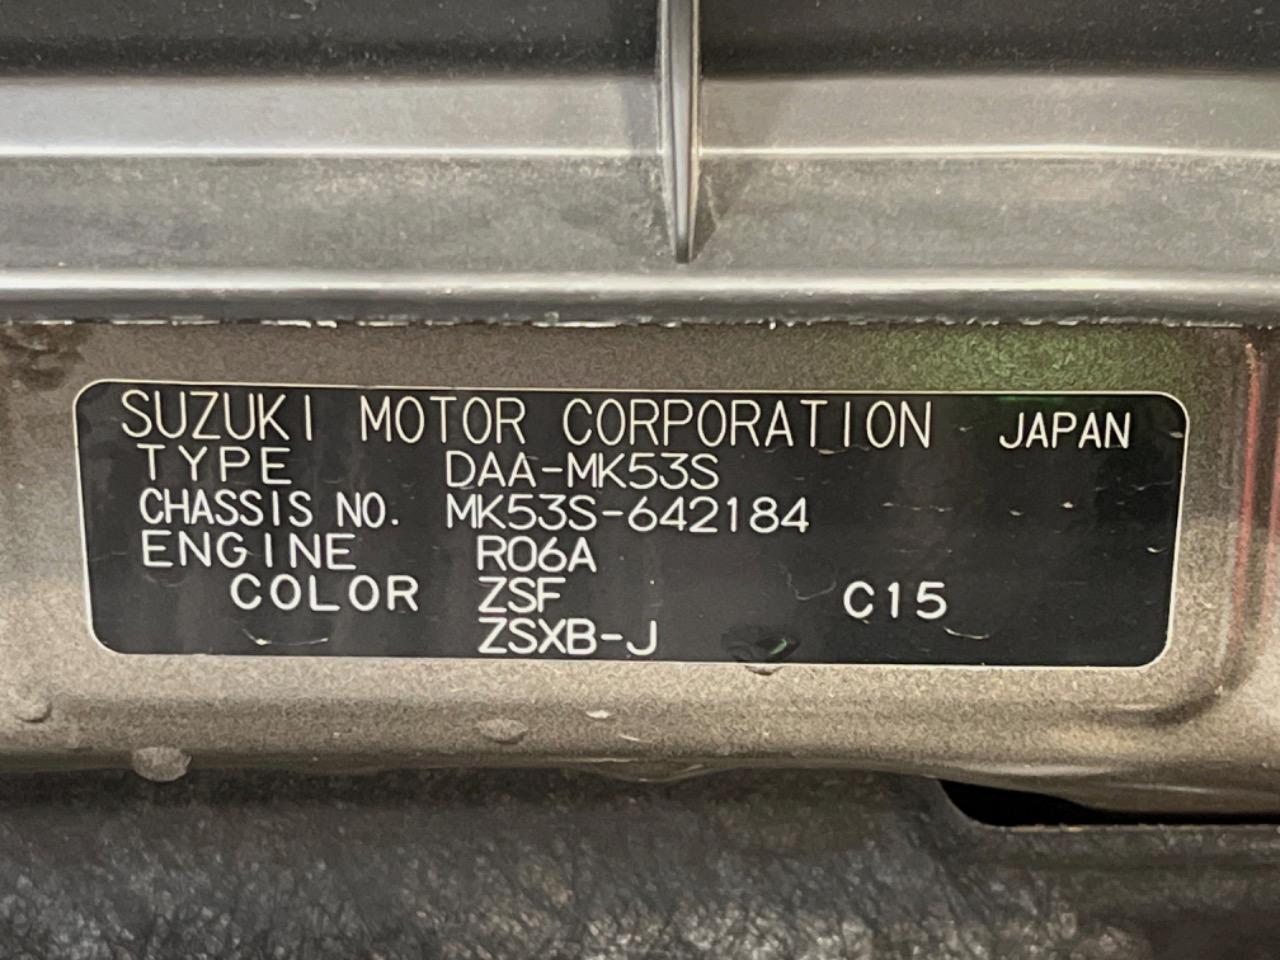 SUZUKI MOTOR CORPORATION JAPAN
TYPE DAA-MK53S
CHASSIS NO. MK53S-642184
ENGINE R06A
COLOR ZSF C15
ZSXB-J